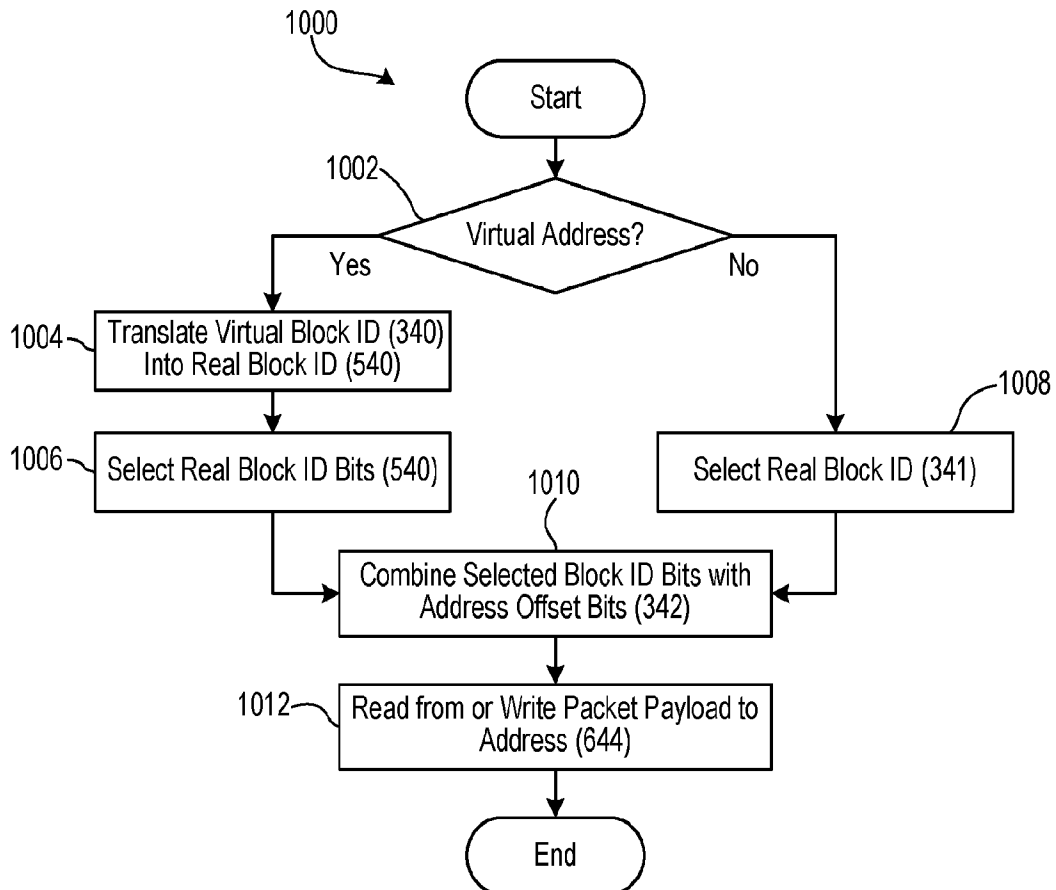 1000
Start
1002
Virtual Address?
Yes
No
1004
Translate Virtual Block ID (340)
Into Real Block ID (540)
1008
1006
Select Real Block ID Bits (540)
Select Real Block ID (341)
1010
Combine Selected Block ID Bits with
Address Offset Bits (342)
1012
Read from or Write Packet Payload to
Address (644)
End